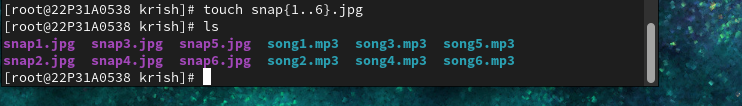 [root@22P31A0538 krish]# touch snap{1..6}.jpg
[root@22P31A0538 krish]# ls
snap1.jpg  snap3.jpg  snap5.jpg  song1.mp3  song3.mp3  song5.mp3
snap2.jpg  snap4.jpg  snap6.jpg  song2.mp3  song4.mp3  song6.mp3
[root@22P31A0538 krish]#